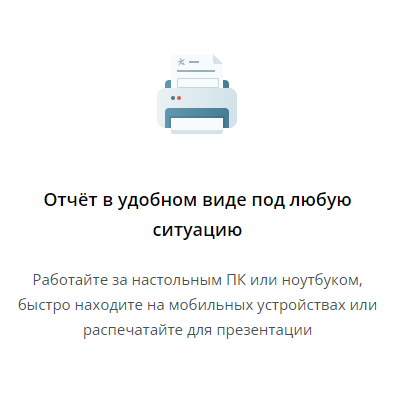 Отчёт в удобном виде под любую
ситуацию
Работайте за настольным ПК или ноутбуком,
быстро находите на мобильных устройствах или
распечатайте для презентации